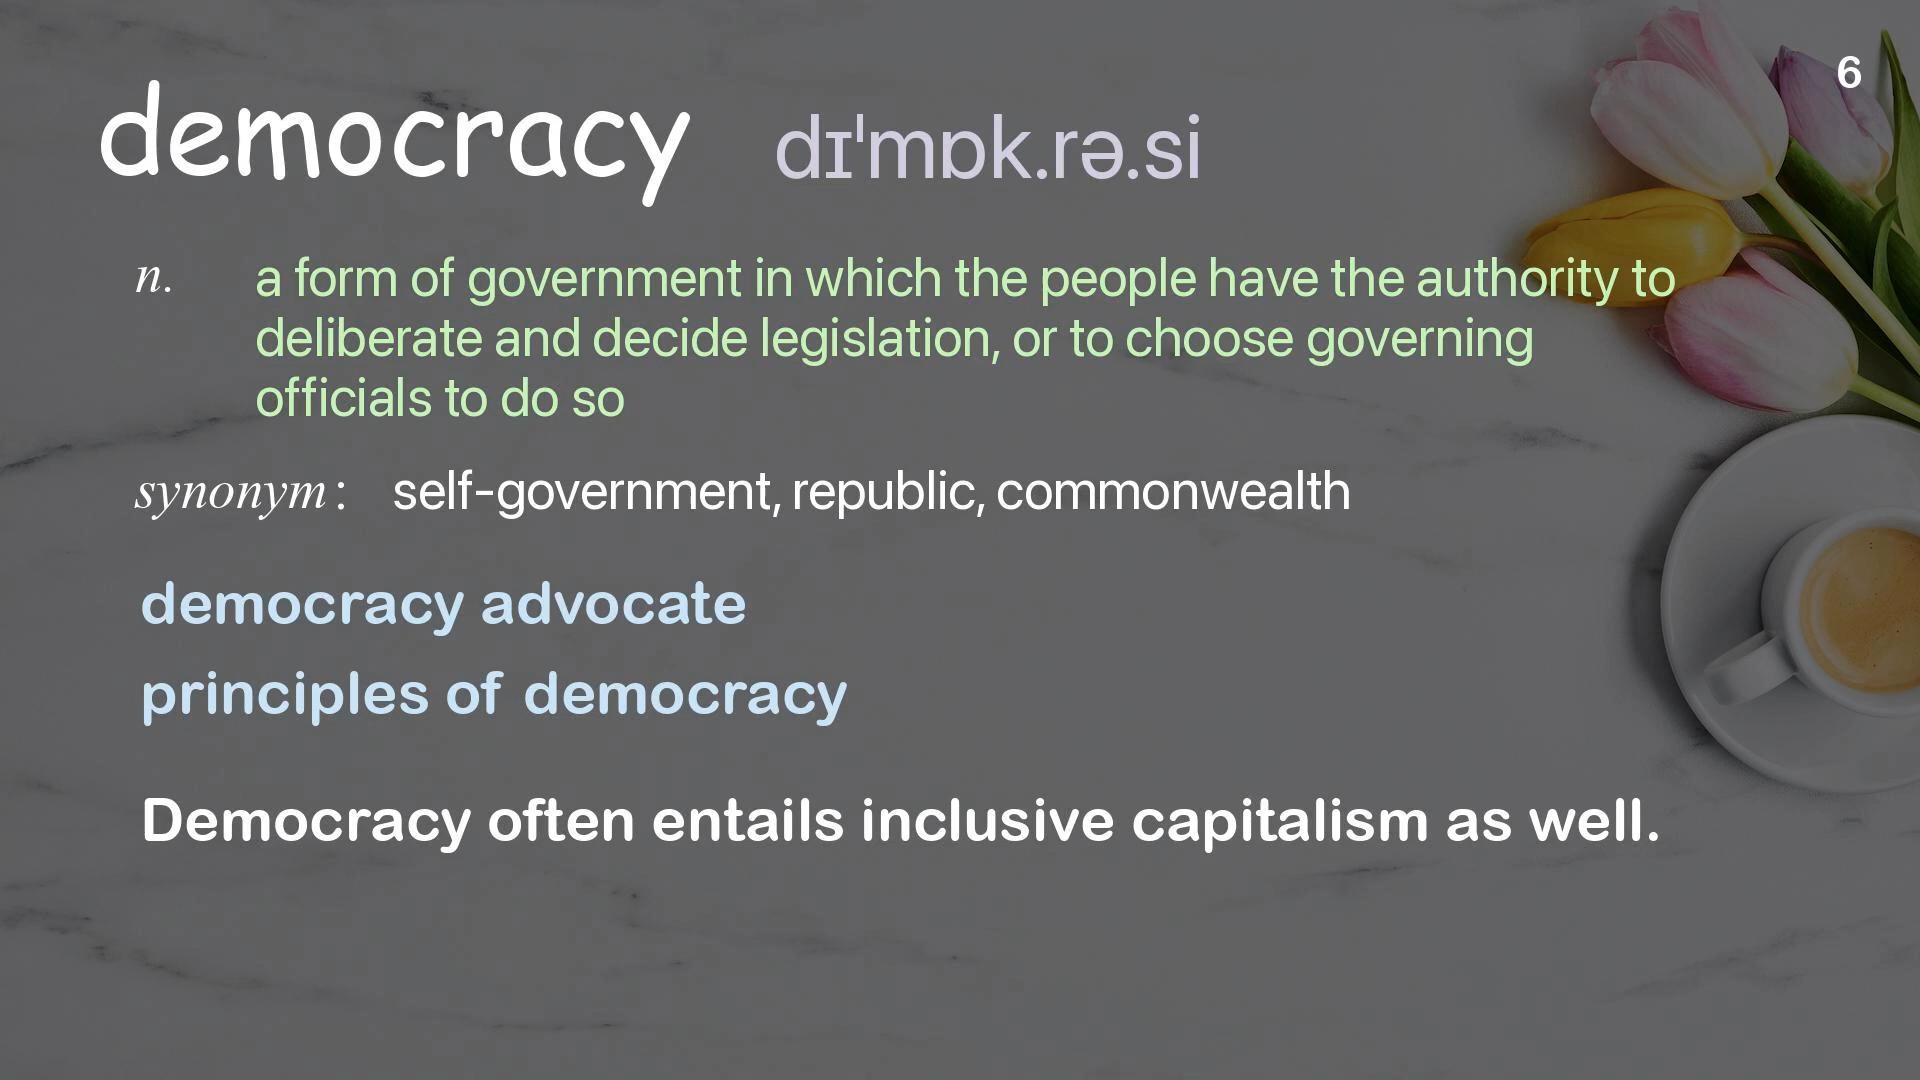 6
democracy dɪˈmɒk.rə.si
n. a form of government in which the people have the authority to
deliberate and decide legislation, or to choose governing
officials to do so
synonym: self-government, republic, commonwealth
democracy advocate
principles of democracy
Democracy often entails inclusive capitalism as well.